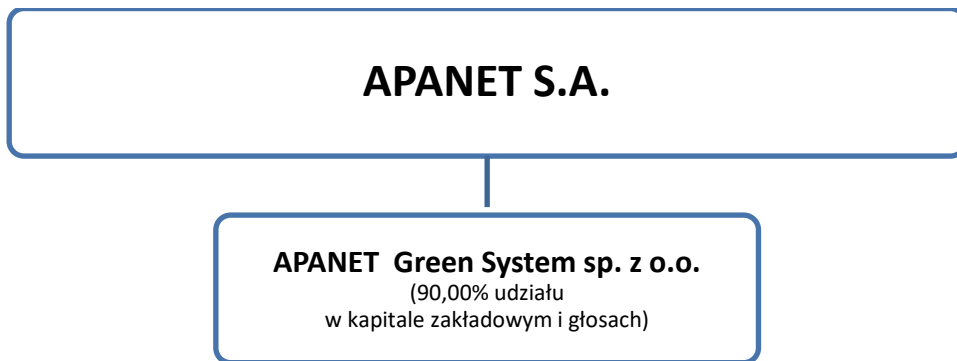 APANET S.A.
APANET Green System sp. z o.o.
(90,00% udziału
w kapitale zakładowym i głosach)